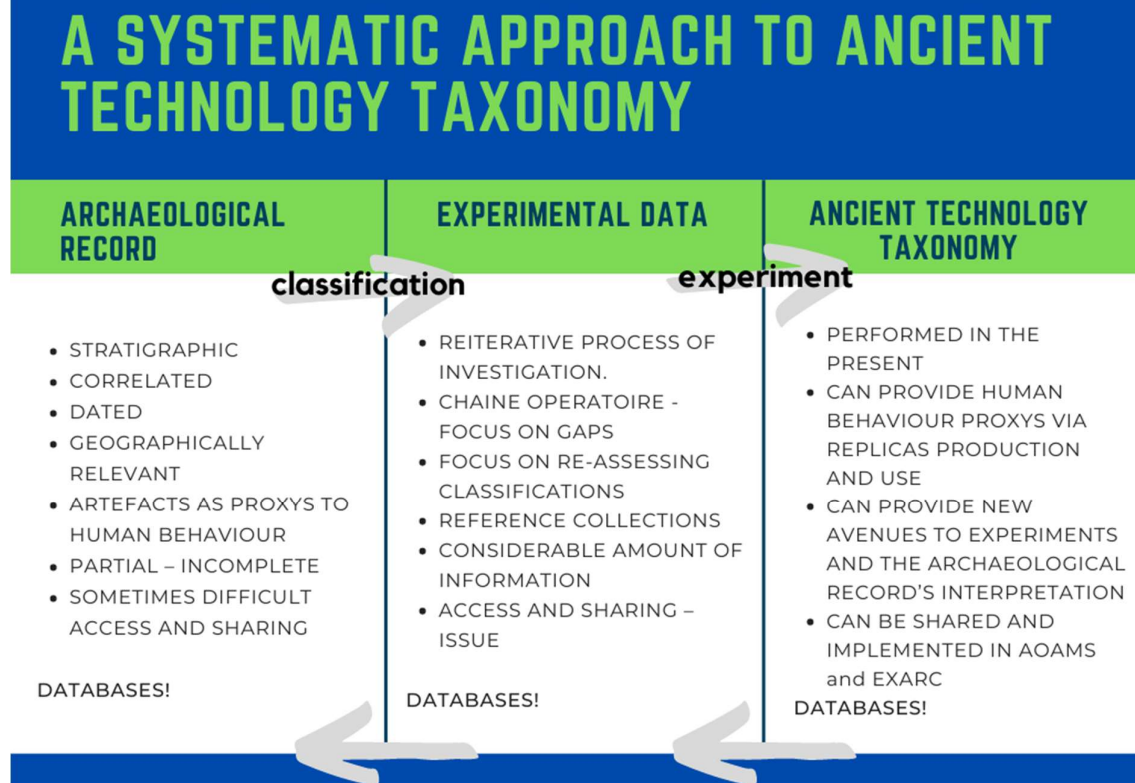 A SYSTEMATIC APPROACH TO ANCIENT
TECHNOLOGY TAXONOMY
ARCHAEOLOGICAL
RECORD
classification
• STRATIGRAPHIC
• CORRELATED
• DATED
• GEOGRAPHICALLY
RELEVANT
• ARTEFACTS AS PROXYS TO
HUMAN BEHAVIOUR
• PARTIAL – INCOMPLETE
• SOMETIMES DIFFICULT
ACCESS AND SHARING
DATABASES!
EXPERIMENTAL DATA
experiment
• REITERATIVE PROCESS OF
INVESTIGATION.
• CHAINE OPERATOIRE -
FOCUS ON GAPS
• FOCUS ON RE-ASSESSING
CLASSIFICATIONS
• REFERENCE COLLECTIONS
• CONSIDERABLE AMOUNT OF
INFORMATION
• ACCESS AND SHARING –
ISSUE
DATABASES!
ANCIENT TECHNOLOGY
TAXONOMY
• PERFORMED IN THE
PRESENT
• CAN PROVIDE HUMAN
BEHAVIOUR PROXYS VIA
REPLICAS PRODUCTION
AND USE
• CAN PROVIDE NEW
AVENUES TO EXPERIMENTS
AND THE ARCHAEOLOGICAL
RECORD'S INTERPRETATION
• CAN BE SHARED AND
IMPLEMENTED IN AOAMS
and EXARC
DATABASES!